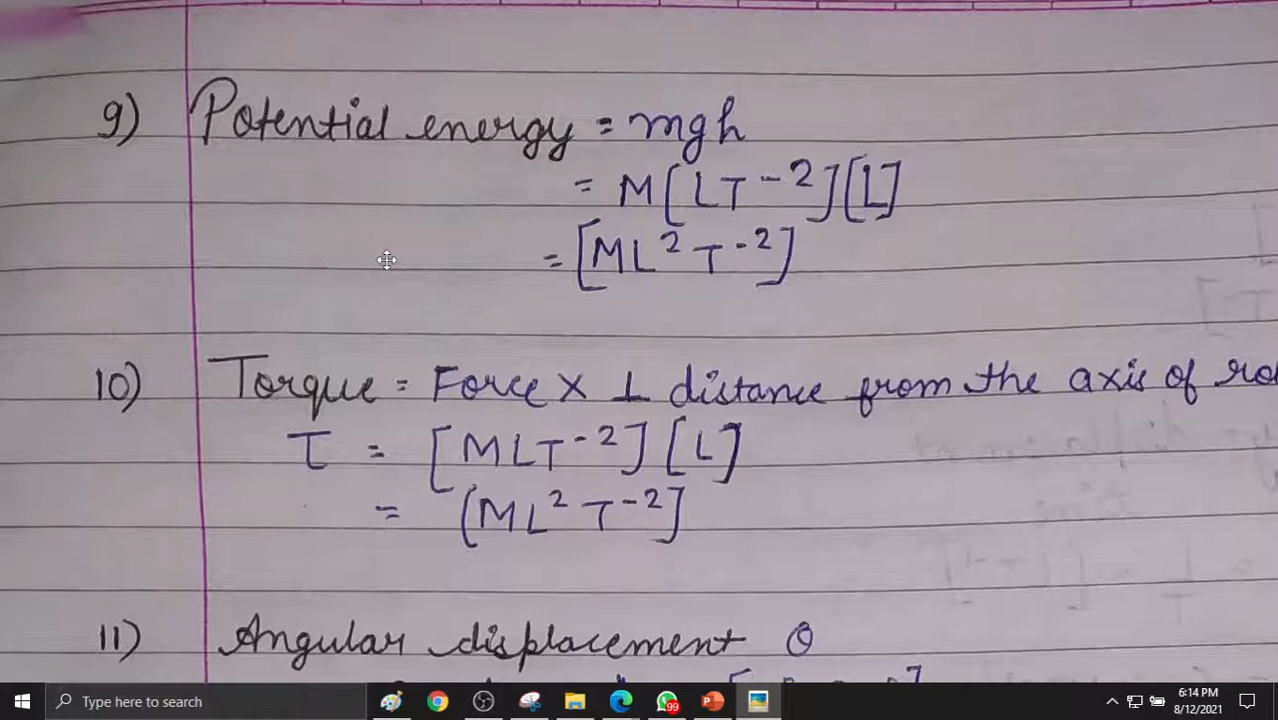 9) Potential energy = mgh
= M[LT-2][L]
= [ML2T-2]
10) Torque = Force X ⊥ distance from the axis of
τ = [MLT-2][L]
= [ML2T-2]
11) Angular displacement θ
Type here to search
99
6:14 PM
8/12/2021